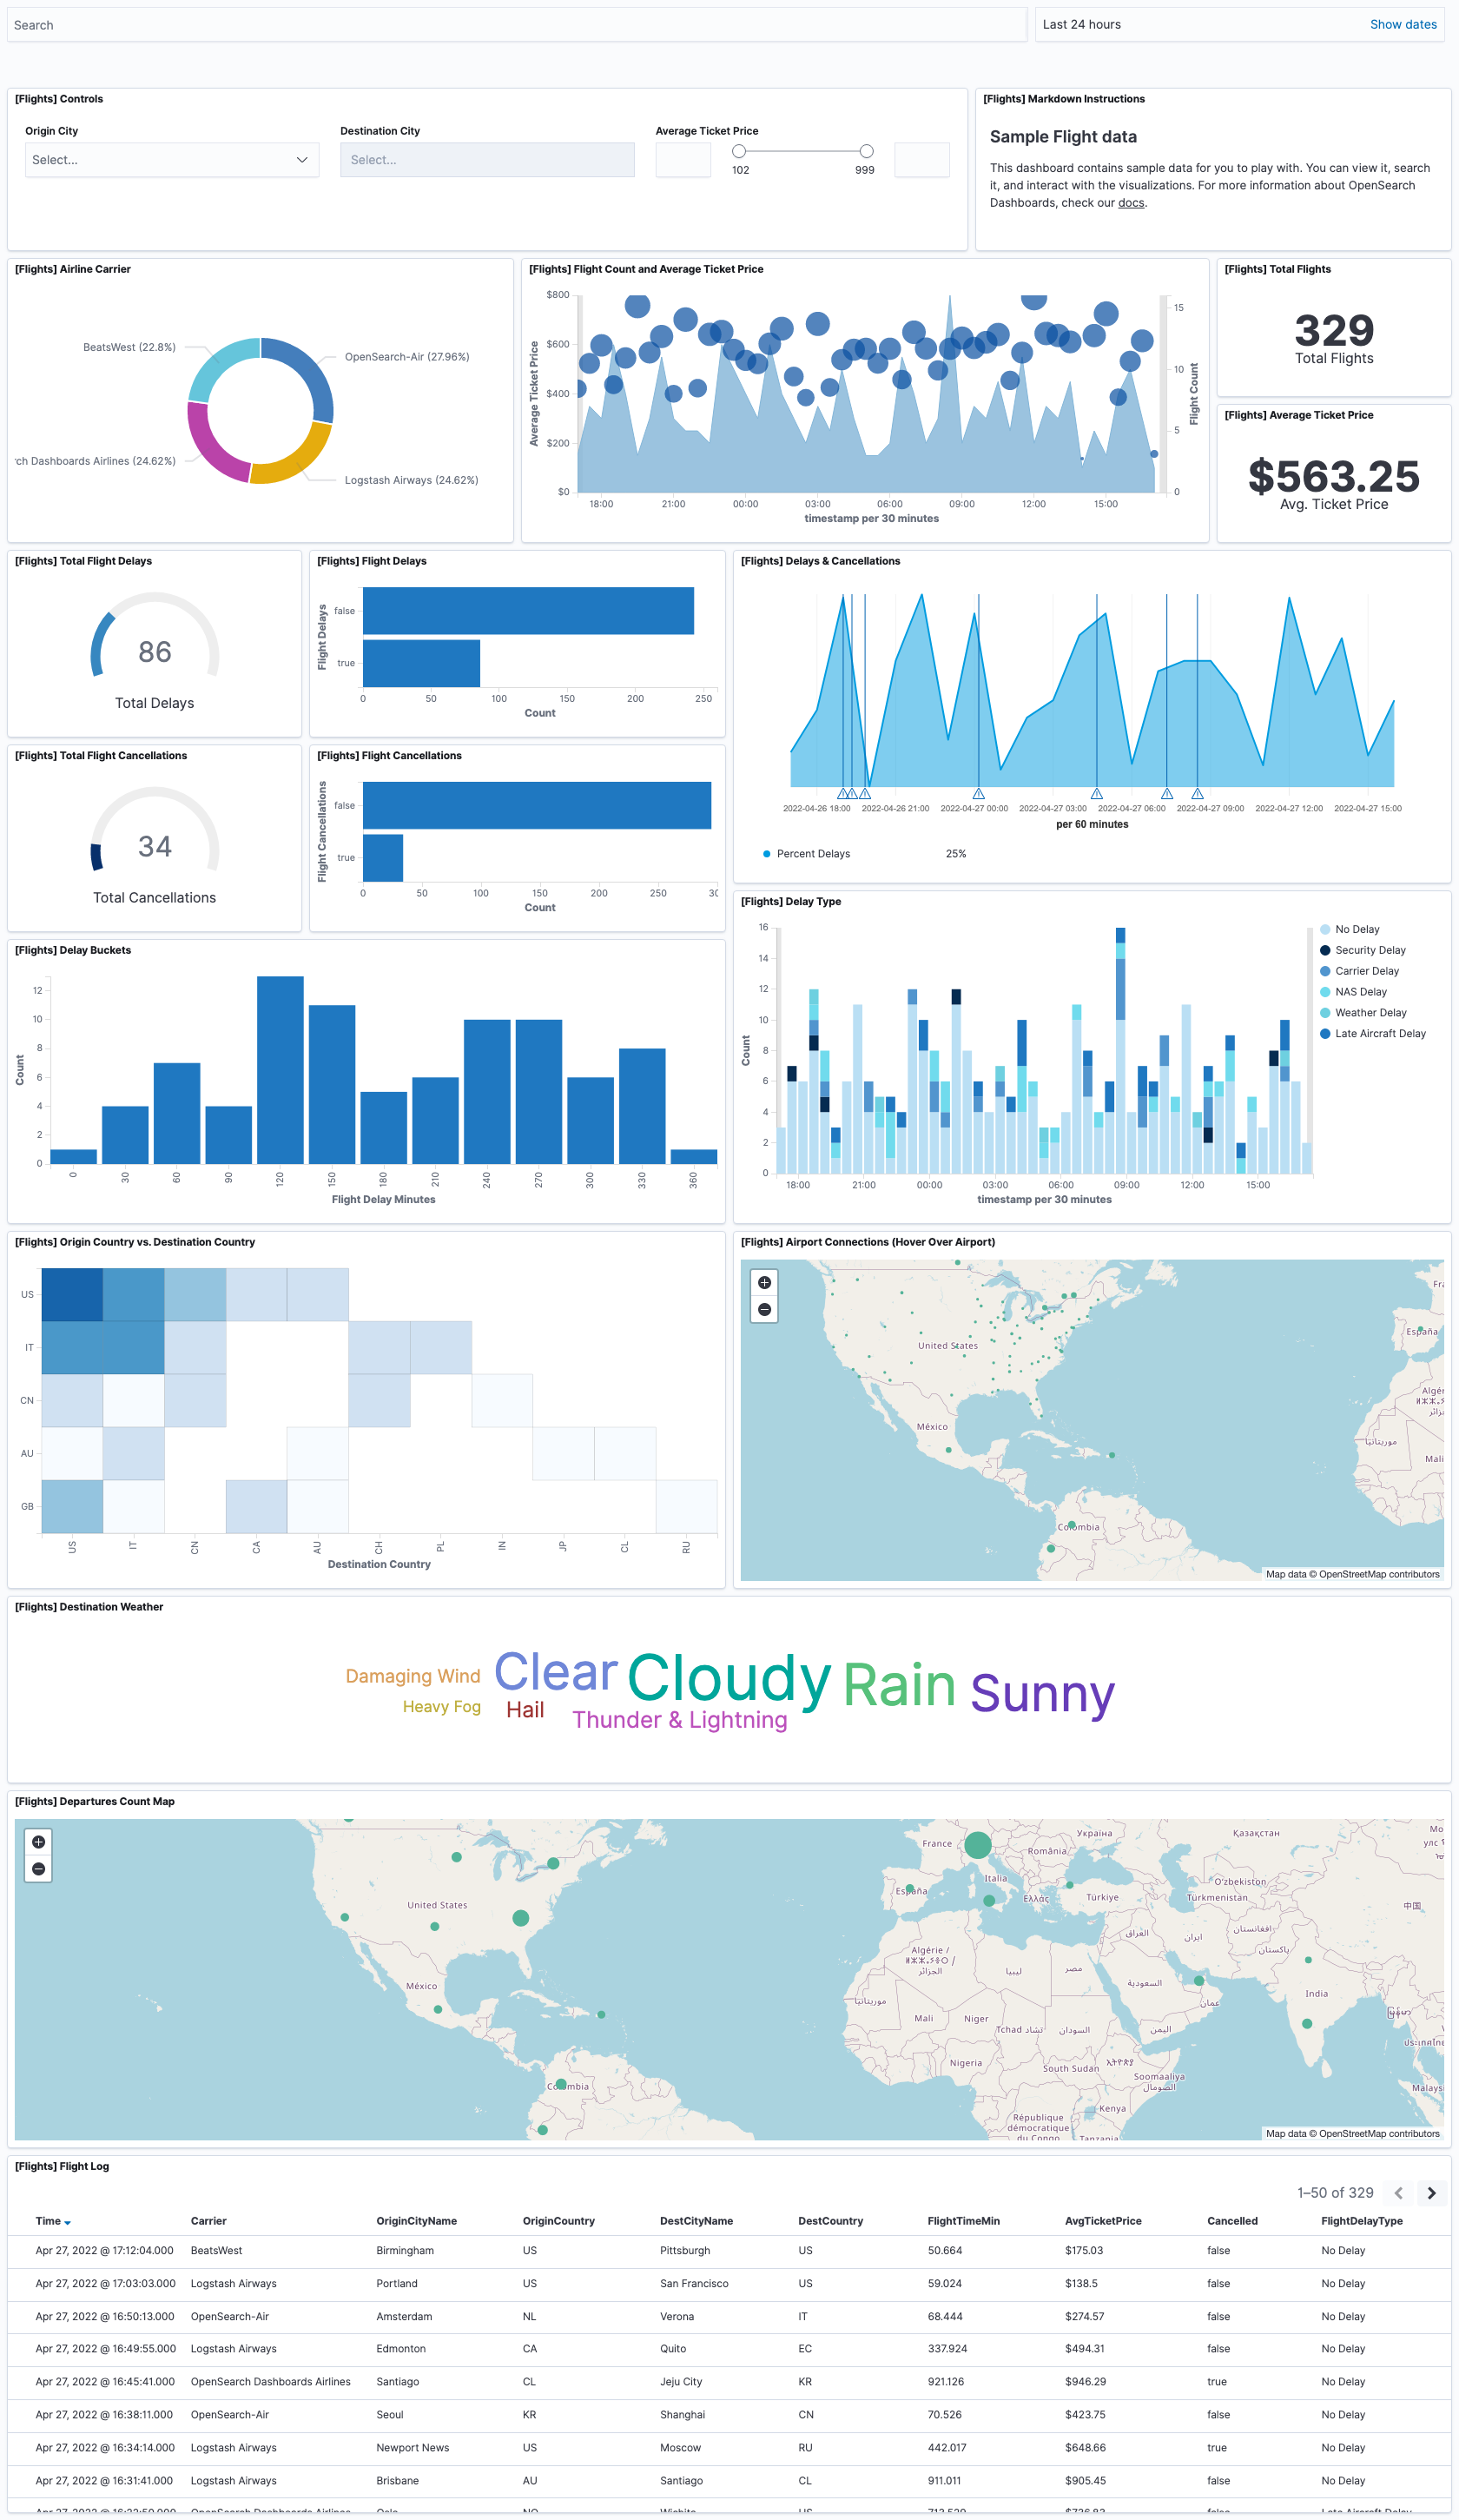 Search
Last 24 hours Show dates
[Flights] Controls
Origin City Destination City Average Ticket Price
Select... Select...
102 999
[Flights] Markdown Instructions
Sample Flight data
This dashboard contains sample data for you to play with. You can view it, search
it, and interact with the visualizations. For more information about OpenSearch
Dashboards, check our docs.
[Flights] Airline Carrier
BeatsWest (22.8%)
OpenSearch-Air (27.96%)
ch Dashboards Airlines (24.62%)
Logstash Airways (24.62%)
[Flights] Flight Count and Average Ticket Price
Average Ticket Price
$800
$600
$400
$200
$0
15
10
5
0
Flight Count
18:00 21:00 00:00 03:00 06:00 09:00 12:00 15:00
timestamp per 30 minutes
[Flights] Total Flights
329
Total Flights
[Flights] Average Ticket Price
$563.25
Avg. Ticket Price
[Flights] Total Flight Delays
86
Total Delays
[Flights] Flight Delays
Flight Delays
false
true
0 50 100 150 200 250
Count
[Flights] Delays & Cancellations
2022-04-26 18:00 2022-04-26 21:00 2022-04-27 00:00 2022-04-27 03:00 2022-04-27 06:00 2022-04-27 09:00 2022-04-27 12:00 2022-04-27 15:00
per 60 minutes
Percent Delays 25%
[Flights] Total Flight Cancellations
34
Total Cancellations
[Flights] Flight Cancellations
Flight Cancellations
false
true
0 50 100 150 200 250 30
Count
[Flights] Delay Type
Count
16
14
12
10
8
6
4
2
0
18:00 21:00 00:00 03:00 06:00 09:00 12:00 15:00
timestamp per 30 minutes
No Delay
Security Delay
Carrier Delay
NAS Delay
Weather Delay
Late Aircraft Delay
[Flights] Delay Buckets
Count
12
10
8
6
4
2
0
0 30 60 90 120 150 180 210 240 270 300 330 360
Flight Delay Minutes
[Flights] Origin Country vs. Destination Country
US
IT
CN
AU
GB
US IT CN CA AU CH PL IN JP CL RU
Destination Country
[Flights] Airport Connections (Hover Over Airport)
Fra
United States
España
México
Algér
ⵍⵣⵣ
موريتانيا
Mali
Colombia
Map data © OpenStreetMap contributors
[Flights] Destination Weather
Damaging Wind Clear Cloudy Rain Sunny
Heavy Fog Hail Thunder & Lightning
[Flights] Departures Count Map
France
Україна
Қазақстан
România
Italia
España
Ελλάς
Türkiye
O'zbekiston
Türkmenistan
中国
United States
México
Algérie /
الجزائر
ليبيا
مصر
العراق
ایران
افغانستان
پاکستان
السعودية
عمان
India
موريتانيا
Mali
Niger
Tchad تشاد
السودان
اليمن
Nigeria
South Sudan
Soomaaliya
الصومال
Kenya
Colombia
République
démocratique
du Congo
Tanzania
Malays
Map data © OpenStreetMap contributors
[Flights] Flight Log
1–50 of 329
Time Carrier OriginCityName OriginCountry DestCityName DestCountry FlightTimeMin AvgTicketPrice Cancelled FlightDelayType
Apr 27, 2022 @ 17:12:04.000 BeatsWest Birmingham US Pittsburgh US 50.664 $175.03 false No Delay
Apr 27, 2022 @ 17:03:03.000 Logstash Airways Portland US San Francisco US 59.024 $138.5 false No Delay
Apr 27, 2022 @ 16:50:13.000 OpenSearch-Air Amsterdam NL Verona IT 68.444 $274.57 false No Delay
Apr 27, 2022 @ 16:49:55.000 Logstash Airways Edmonton CA Quito EC 337.924 $494.31 false No Delay
Apr 27, 2022 @ 16:45:41.000 OpenSearch Dashboards Airlines Santiago CL Jeju City KR 921.126 $946.29 true No Delay
Apr 27, 2022 @ 16:38:11.000 OpenSearch-Air Seoul KR Shanghai CN 70.526 $423.75 false No Delay
Apr 27, 2022 @ 16:34:14.000 Logstash Airways Newport News US Moscow RU 442.017 $648.66 true No Delay
Apr 27, 2022 @ 16:31:41.000 Logstash Airways Brisbane AU Santiago CL 911.011 $905.45 false No Delay